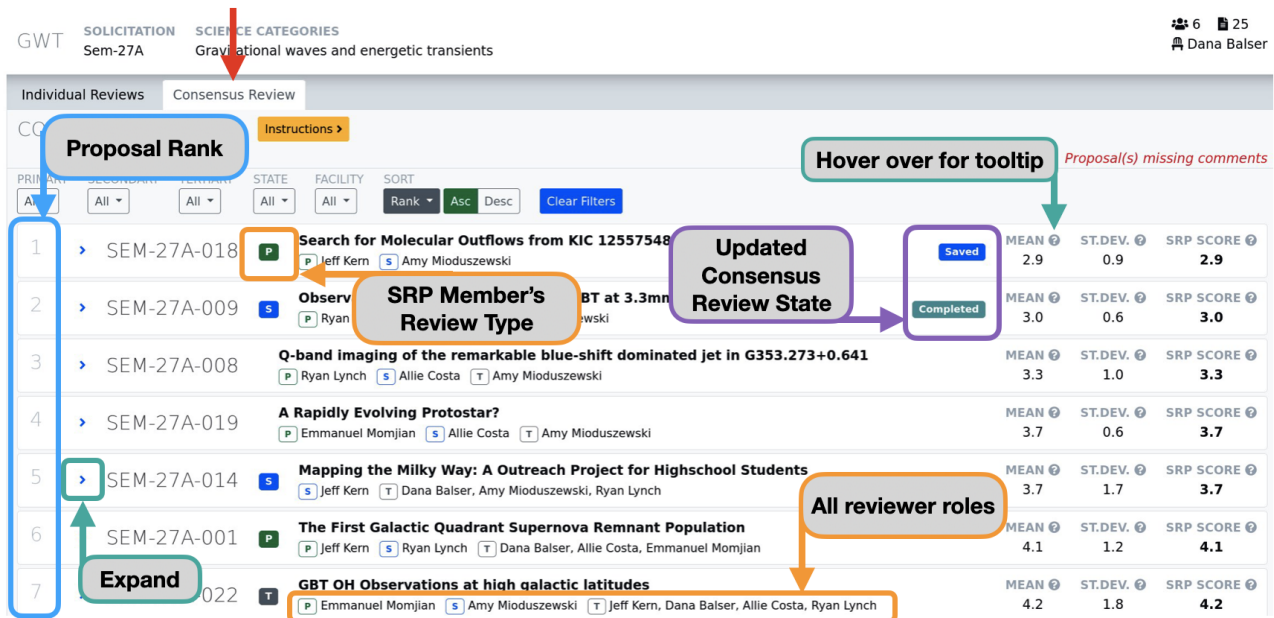 GWT SOLICITATION SCIENCE CATEGORIES 6 25
Sem-27A Gravitational waves and energetic transients Dana Balser
Individual Reviews Consensus Review
Instructions
Proposal Rank
Hover over for tooltip
Proposal(s) missing comments
STATE FACILITY SORT
All All All All Rank Asc Desc Clear Filters
1 SEM-27A-018 P Search for Molecular Outflows from KIC 12557548 Saved MEAN ST.DEV. SRP SCORE
P Jeff Kern S Amy Mioduszewski 2.9 0.9 2.9
Updated
Consensus
Review State
SRP Member's
Review Type
2 SEM-27A-009 S BT at 3.3mm Completed MEAN ST.DEV. SRP SCORE
P Ryan 3.0 0.6 3.0
3 SEM-27A-008 Q-band imaging of the remarkable blue-shift dominated jet in G353.273+0.641 MEAN ST.DEV. SRP SCORE
P Ryan Lynch S Allie Costa T Amy Mioduszewski 3.3 1.0 3.3
4 SEM-27A-019 A Rapidly Evolving Protostar? MEAN ST.DEV. SRP SCORE
P Emmanuel Momjian S Allie Costa T Amy Mioduszewski 3.7 0.6 3.7
5 SEM-27A-014 S Mapping the Milky Way: A Outreach Project for Highschool Students MEAN ST.DEV. SRP SCORE
S Jeff Kern T Dana Balser, Amy Mioduszewski, Ryan Lynch 3.7 1.7 3.7
All reviewer roles
6 SEM-27A-001 P The First Galactic Quadrant Supernova Remnant Population MEAN ST.DEV. SRP SCORE
P Jeff Kern S Ryan Lynch T Dana Balser, Allie Costa, Emmanuel Momjian 4.1 1.2 4.1
Expand
7 022 T GBT OH Observations at high galactic latitudes MEAN ST.DEV. SRP SCORE
P Emmanuel Momjian S Amy Mioduszewski T Jeff Kern, Dana Balser, Allie Costa, Ryan Lynch 4.2 1.8 4.2